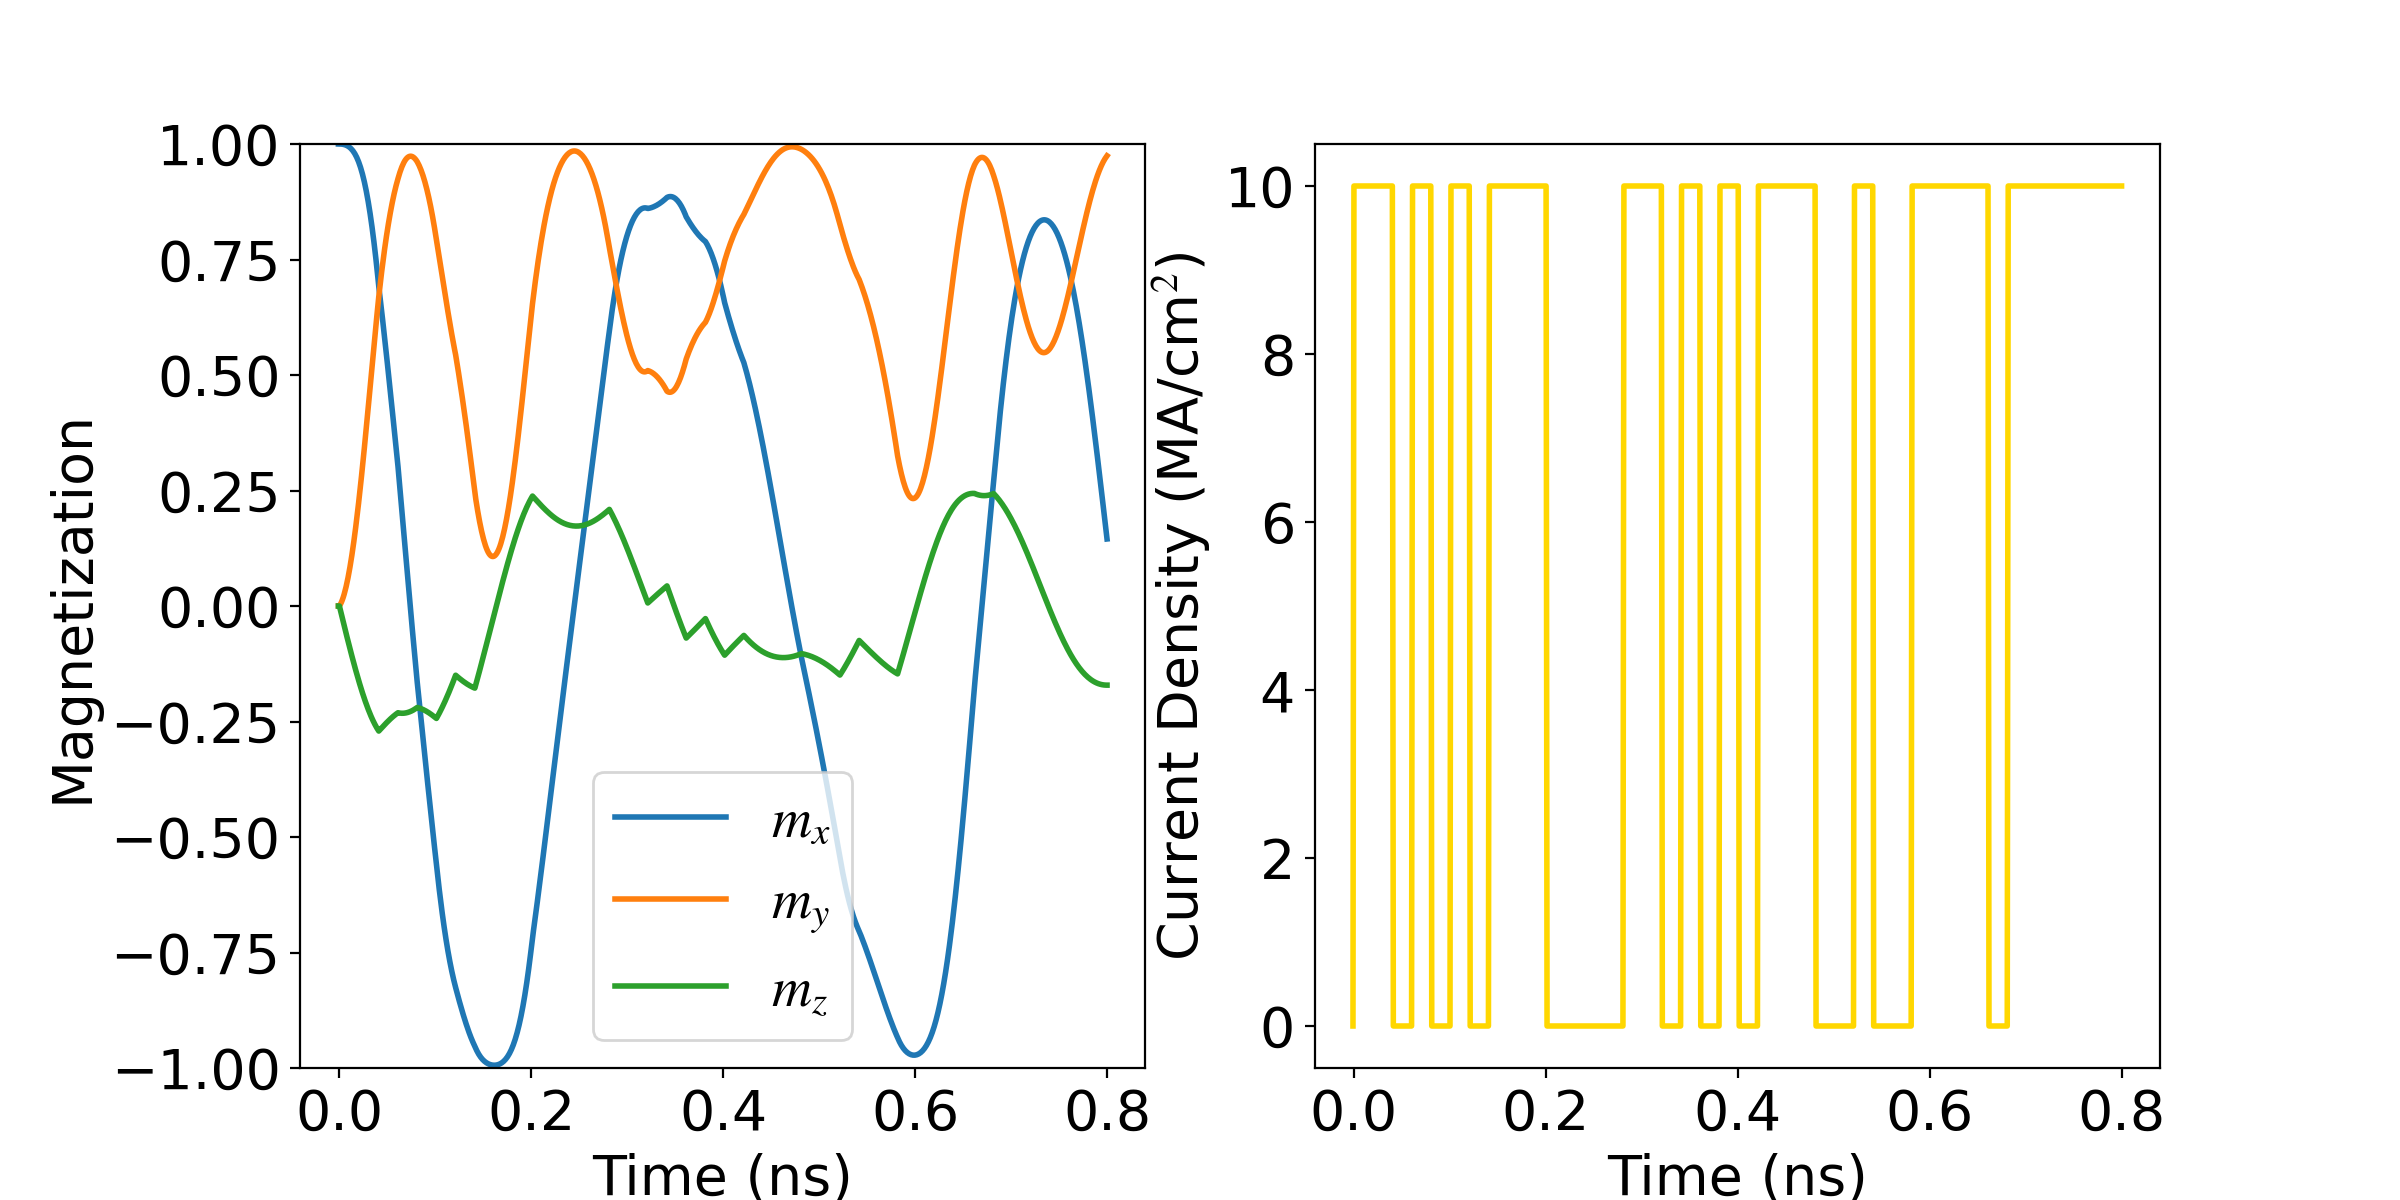 Magnetization
1.00
0.75
0.50
0.25
0.00
−0.25
−0.50
−0.75
−1.00
0.0 0.2 0.4 0.6 0.8
Time (ns)
m_x
m_y
m_z
Current Density (MA/cm²)
10
8
6
4
2
0
0.0 0.2 0.4 0.6 0.8
Time (ns)